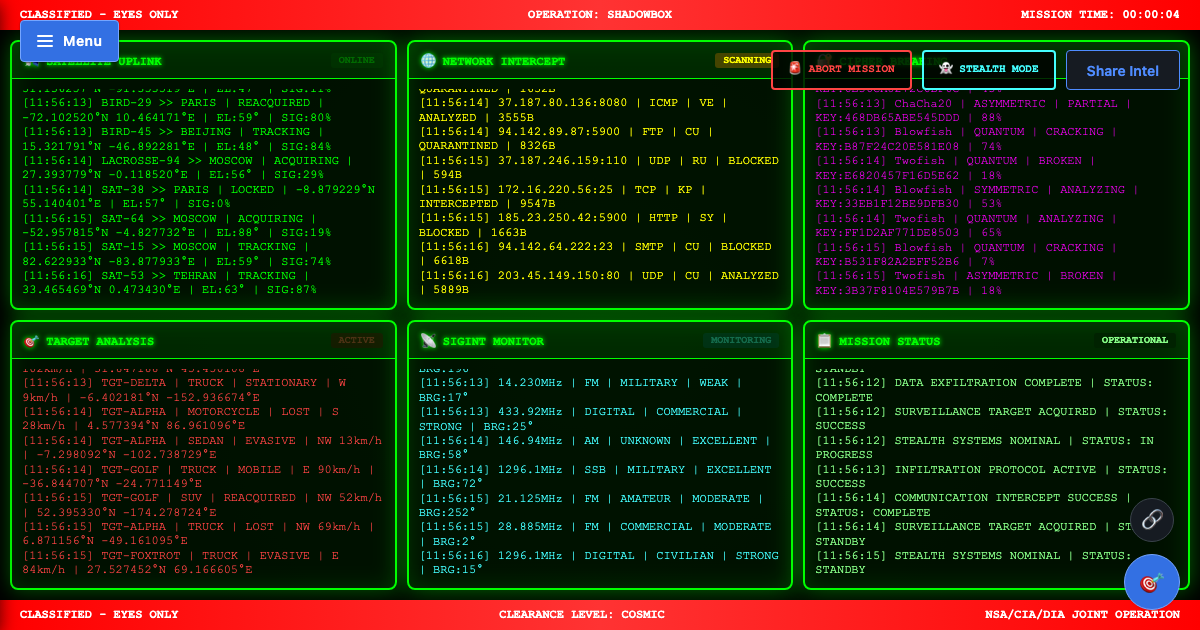 CLASSIFIED - EYES ONLY
OPERATION: SHADOWBOX
MISSION TIME: 00:00:04
Menu
ABORT MISSION
STEALTH MODE
Share Intel
SATELLITE UPLINK
ONLINE
[11:56:13] BIRD-29 >> PARIS | REACQUIRED |
-72.102520°N 10.464171°E | EL:59° | SIG:80%
[11:56:13] BIRD-45 >> BEIJING | TRACKING |
15.321791°N -46.892281°E | EL:48° | SIG:84%
[11:56:14] LACROSSE-94 >> MOSCOW | ACQUIRING |
27.393779°N -0.118520°E | EL:56° | SIG:29%
[11:56:14] SAT-38 >> PARIS | LOCKED | -8.879229°N
55.140401°E | EL:57° | SIG:0%
[11:56:15] SAT-64 >> MOSCOW | ACQUIRING |
-52.957815°N -4.827732°E | EL:88° | SIG:19%
[11:56:15] SAT-15 >> MOSCOW | TRACKING |
82.622933°N -83.877933°E | EL:59° | SIG:74%
[11:56:16] SAT-53 >> TEHRAN | TRACKING |
33.465469°N 0.473430°E | EL:63° | SIG:87%
NETWORK INTERCEPT
SCANNING
QUARANTINED | 1632B
[11:56:14] 37.187.80.136:8080 | ICMP | VE |
ANALYZED | 3555B
[11:56:14] 94.142.89.87:5900 | FTP | CU |
QUARANTINED | 8326B
[11:56:15] 37.187.246.159:110 | UDP | RU | BLOCKED
| 594B
[11:56:15] 172.16.220.56:25 | TCP | KP |
INTERCEPTED | 9547B
[11:56:15] 185.23.250.42:5900 | HTTP | SY |
BLOCKED | 1663B
[11:56:16] 94.142.64.222:23 | SMTP | CU | BLOCKED
| 6618B
[11:56:16] 203.45.149.150:80 | UDP | CU | ANALYZED
| 5889B
[11:56:13] ChaCha20 | ASYMMETRIC | PARTIAL |
KEY:468DB65ABE545DDD | 88%
[11:56:13] Blowfish | QUANTUM | CRACKING |
KEY:B87F24C20E581E08 | 74%
[11:56:14] Twofish | QUANTUM | BROKEN |
KEY:E6820457F16D5E62 | 18%
[11:56:14] Blowfish | SYMMETRIC | ANALYZING |
KEY:33EB1F12BE9DFB30 | 53%
[11:56:14] Twofish | QUANTUM | ANALYZING |
KEY:FF1D2AF771DE8503 | 65%
[11:56:15] Blowfish | QUANTUM | CRACKING |
KEY:B531F82A2EFF52B6 | 7%
[11:56:15] Twofish | ASYMMETRIC | BROKEN |
KEY:3B37F8104E579B7B | 18%
TARGET ANALYSIS
ACTIVE
[11:56:13] TGT-DELTA | TRUCK | STATIONARY | W
9km/h | -6.402181°N -152.936674°E
[11:56:14] TGT-ALPHA | MOTORCYCLE | LOST | S
28km/h | 4.577394°N 86.961096°E
[11:56:14] TGT-ALPHA | SEDAN | EVASIVE | NW 13km/h
| -7.298092°N -102.738729°E
[11:56:14] TGT-GOLF | TRUCK | MOBILE | E 90km/h |
-36.844707°N -24.771149°E
[11:56:15] TGT-GOLF | SUV | REACQUIRED | NW 52km/h
| 52.395330°N -174.278724°E
[11:56:15] TGT-ALPHA | TRUCK | LOST | NW 69km/h |
6.871156°N -49.161095°E
[11:56:15] TGT-FOXTROT | TRUCK | EVASIVE | E
84km/h | 27.527452°N 69.166605°E
SIGINT MONITOR
MONITORING
[11:56:13] 14.230MHz | FM | MILITARY | WEAK |
BRG:17°
[11:56:13] 433.92MHz | DIGITAL | COMMERCIAL |
STRONG | BRG:25°
[11:56:14] 146.94MHz | AM | UNKNOWN | EXCELLENT |
BRG:58°
[11:56:14] 1296.1MHz | SSB | MILITARY | EXCELLENT
| BRG:72°
[11:56:15] 21.125MHz | FM | AMATEUR | MODERATE |
BRG:252°
[11:56:15] 28.885MHz | FM | COMMERCIAL | MODERATE
| BRG:2°
[11:56:16] 1296.1MHz | DIGITAL | CIVILIAN | STRONG
| BRG:15°
MISSION STATUS
OPERATIONAL
STANDBY
[11:56:12] DATA EXFILTRATION COMPLETE | STATUS:
COMPLETE
[11:56:12] SURVEILLANCE TARGET ACQUIRED | STATUS:
SUCCESS
[11:56:12] STEALTH SYSTEMS NOMINAL | STATUS: IN
PROGRESS
[11:56:13] INFILTRATION PROTOCOL ACTIVE | STATUS:
SUCCESS
[11:56:14] COMMUNICATION INTERCEPT SUCCESS |
STATUS: COMPLETE
[11:56:14] SURVEILLANCE TARGET ACQUIRED |
STANDBY
[11:56:15] STEALTH SYSTEMS NOMINAL | STATUS:
STANDBY
CLASSIFIED - EYES ONLY
CLEARANCE LEVEL: COSMIC
NSA/CIA/DIA JOINT OPERATION